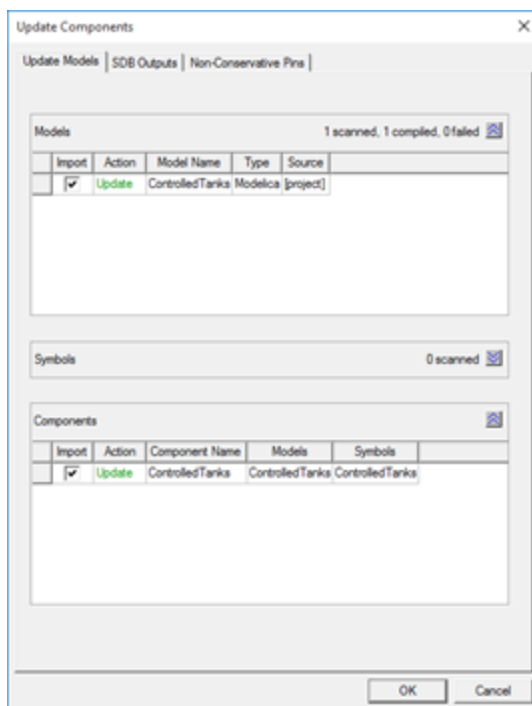 Update Components
Update Models SDB Outputs Non-Conservative Pins
Models 1 scanned, 1 compiled, 0 failed
Import Action Model Name Type Source
Update ControlledTanks Modelica [project]
Symbols 0 scanned
Components
Import Action Component Name Models Symbols
Update ControlledTanks ControlledTanks ControlledTanks
OK Cancel